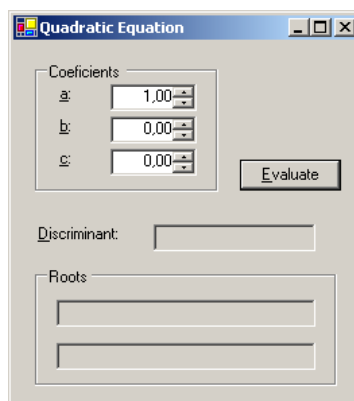 Quadratic Equation
Coeficients
a: 1,00
b: 0,00
c: 0,00
Evaluate
Discriminant:
Roots